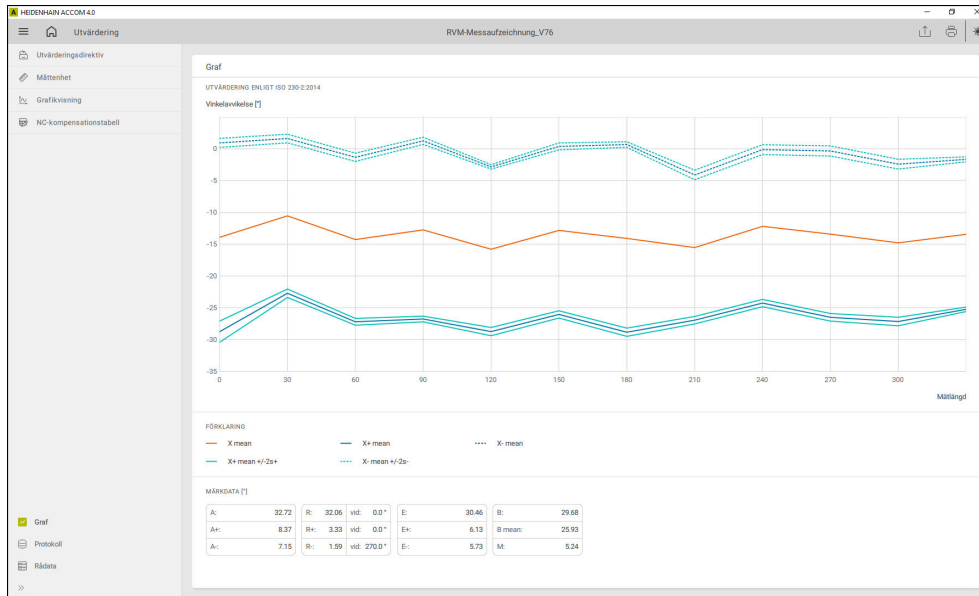 HEIDENHAIN ACCOM 4.0
Utvärdering
RVM-Messaufzeichnung_V76
Utvärderingsdirektiv
Måttenhet
Grafikvisning
NC-kompensationstabell
Graf
Protokoll
Rådata
Graf
UTVÄRDERING ENLIGT ISO 230-2:2014
Vinkelavvikelse ["]
0
-5
-10
-15
-20
-25
-30
-35
0 30 60 90 120 150 180 210 240 270 300
Mätlängd
FÖRKLARING
X mean X+ mean X- mean
X+ mean +/-2s+ X- mean +/-2s-
MÄRKDATA ["]
A: 32.72 R: 32.06 vid: 0.0 ° E: 30.46 B: 29.68
A+: 8.37 R+: 3.33 vid: 0.0 ° E+: 6.13 B mean: 25.93
A-: 7.15 R-: 1.59 vid: 270.0 ° E-: 5.73 M: 5.24